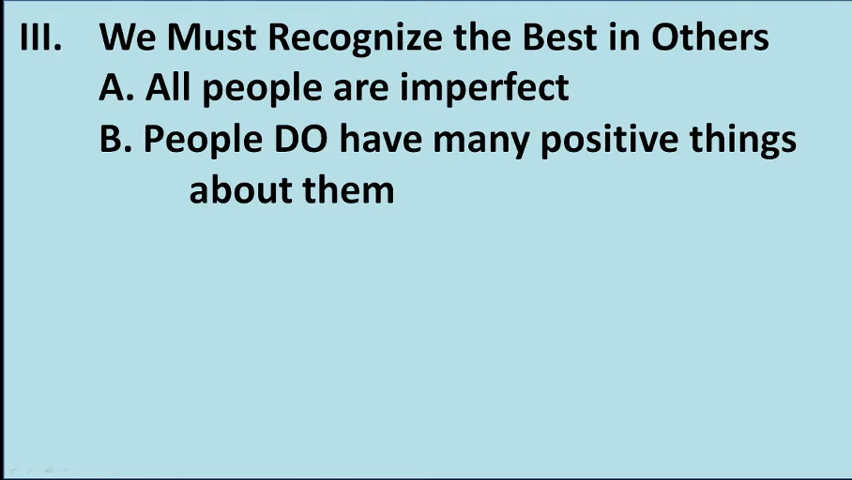 III. We Must Recognize the Best in Others
A. All people are imperfect
B. People DO have many positive things
about them